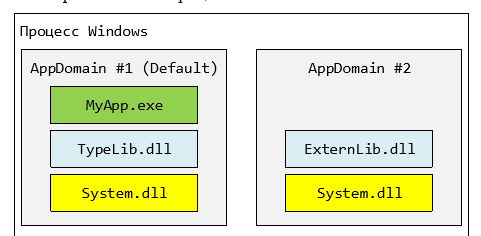 Процесс Windows
AppDomain #1 (Default)
MyApp.exe
TypeLib.dll
System.dll
AppDomain #2
ExternLib.dll
System.dll